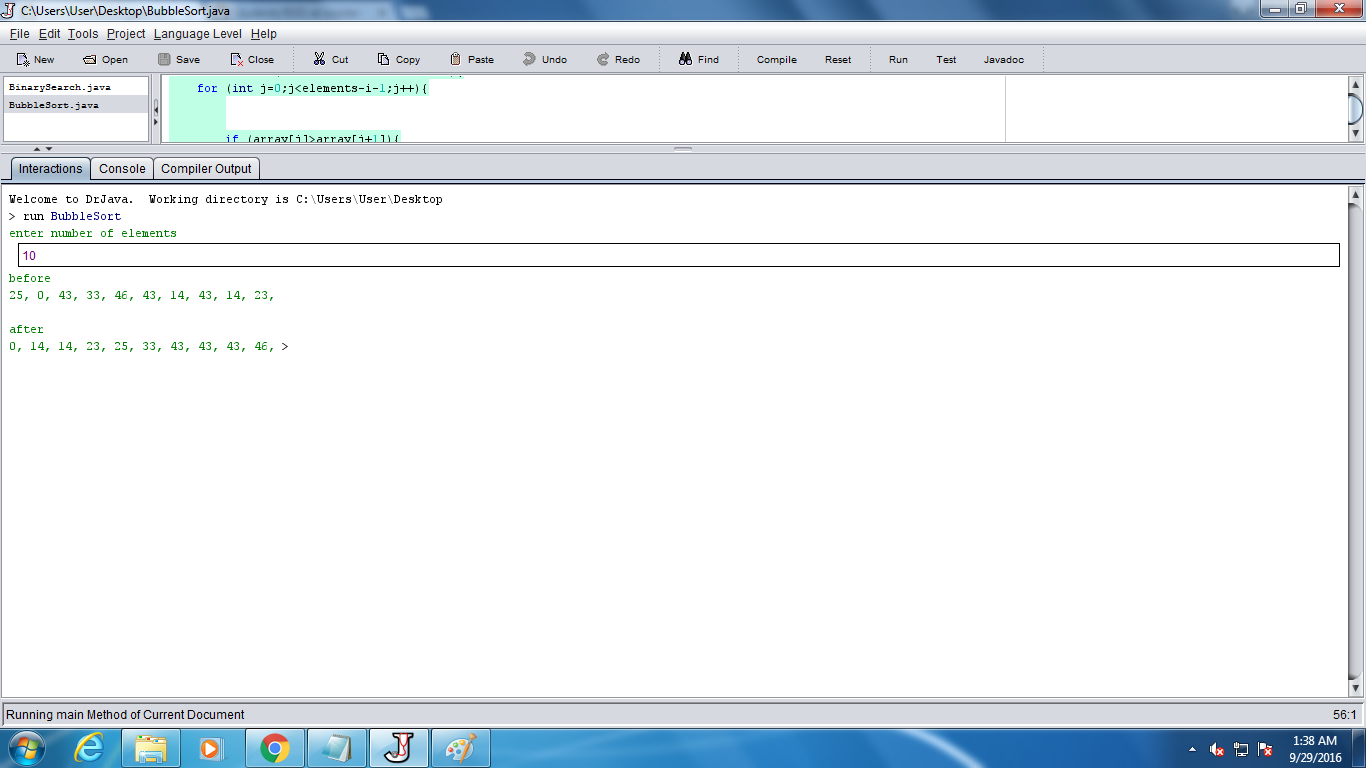 C:\Users\User\Desktop\BubbleSort.java
File Edit Tools Project Language Level Help
New Open Save Close Cut Copy Paste Undo Redo Find Compile Reset Run Test Javadoc
BinarySearch.java
BubbleSort.java
for (int j=0;j<elements-i-1;j++){
if (array[j]>array[j+1]){
Interactions Console Compiler Output
Welcome to DrJava.  Working directory is C:\Users\User\Desktop
> run BubbleSort
enter number of elements
10
before
25, 0, 43, 33, 46, 43, 14, 43, 14, 23,
after
0, 14, 14, 23, 25, 33, 43, 43, 43, 46, >
Running main Method of Current Document
56:1
1:38 AM
9/29/2016